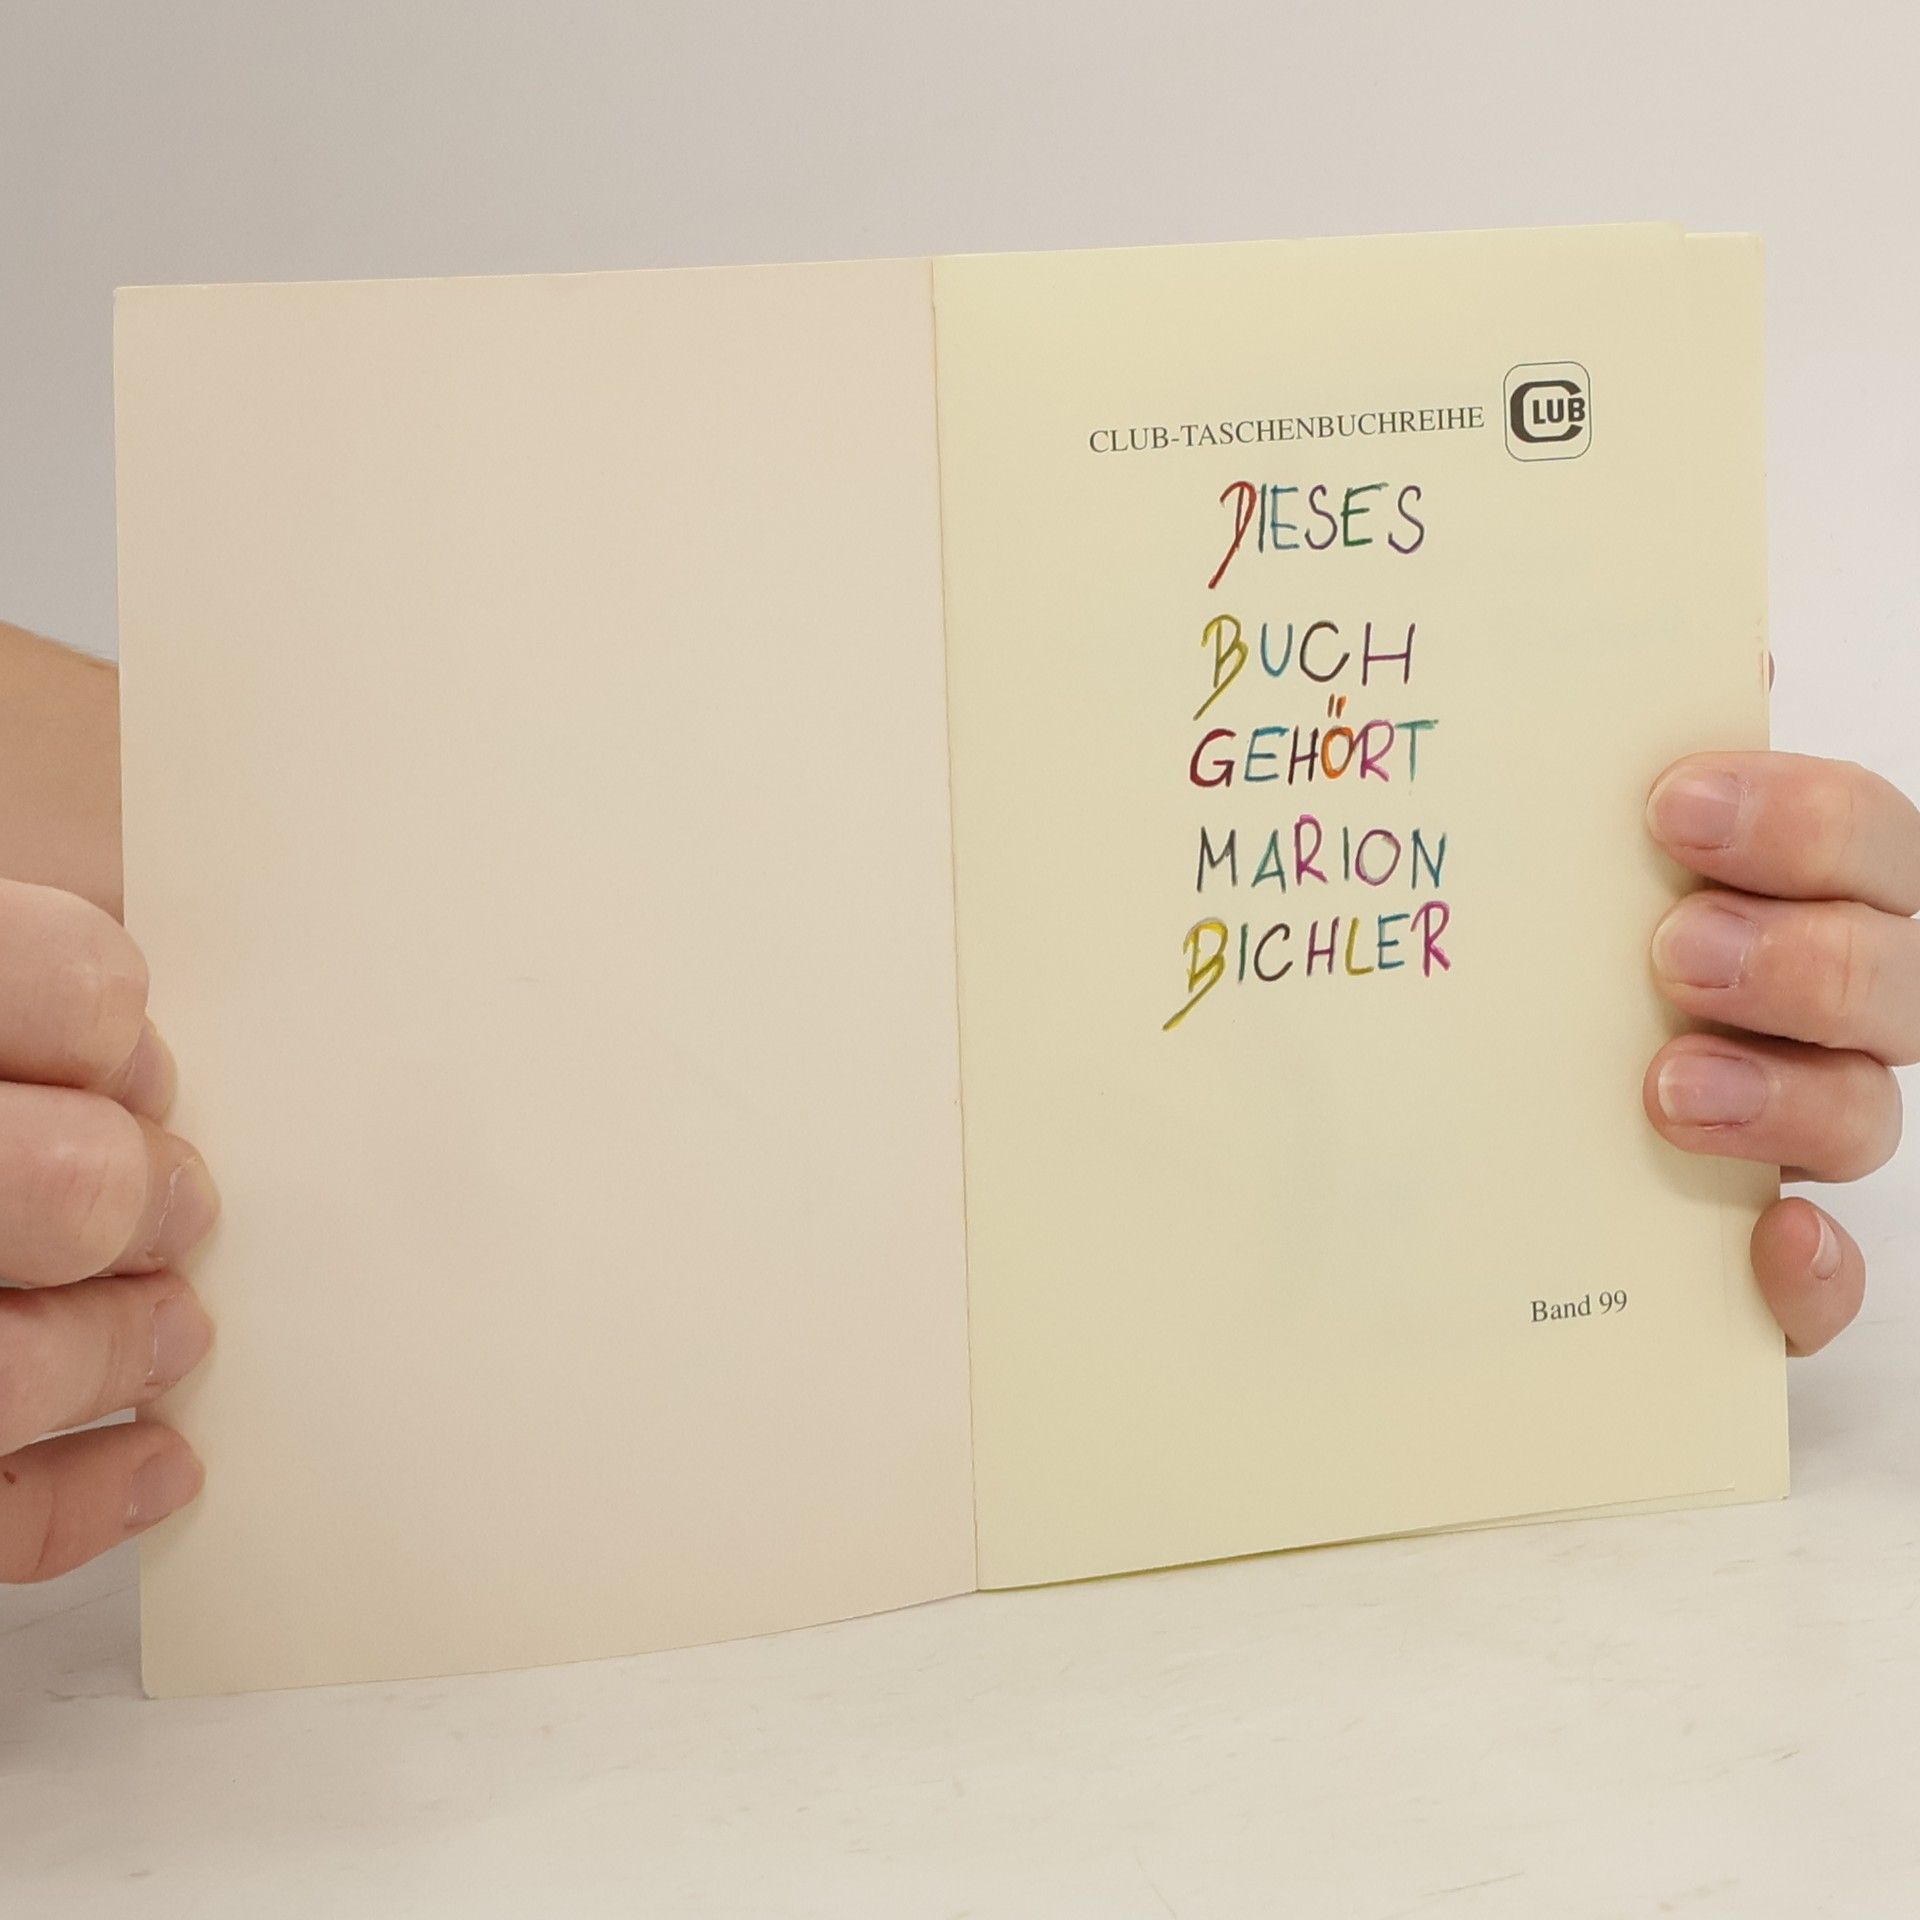 CLUB-TASCHENBUCHREIHE CLUB
DIESES
BUCH
GEHÖRT
MARION
BICHLER
Band 99